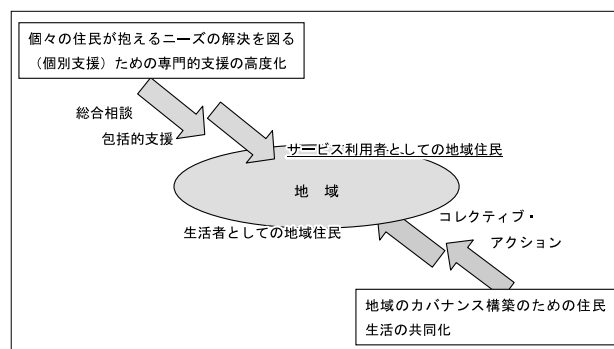 個々の住民が抱えるニーズの解決を図る
（個別支援）ための専門的支援の高度化
総合相談
包括的支援
サービス利用者としての地域住民
地　域
生活者としての地域住民
コレクティブ・
アクション
地域のカバナンス構築のための住民
生活の共同化